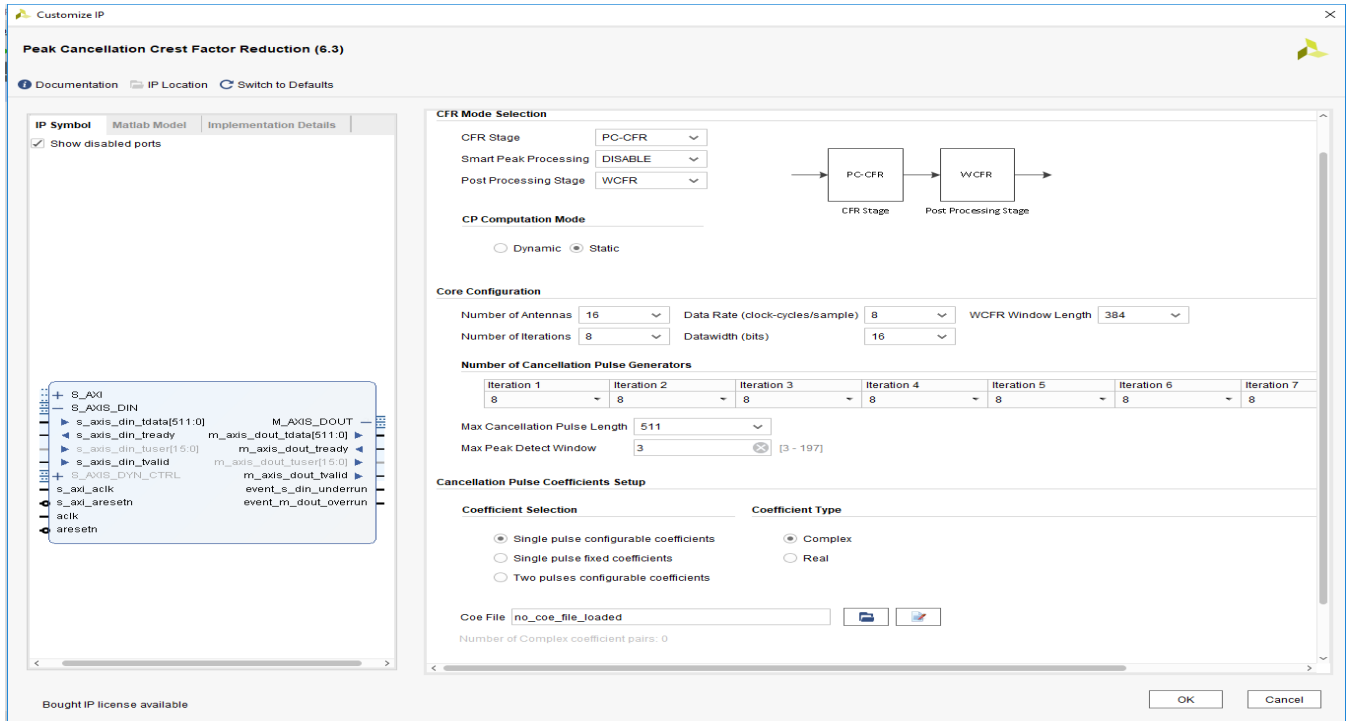 Customize IP
Peak Cancellation Crest Factor Reduction (6.3)
Documentation IP Location Switch to Defaults
IP Symbol Matlab Model Implementation Details
Show disabled ports
S_AXI
S_AXIS_DIN
s_axis_din_tdata[511:0] M_AXIS_DOUT
s_axis_din_tready m_axis_dout_tdata[511:0]
s_axis_din_tuser[15:0] m_axis_dout_tready
s_axis_din_tvalid m_axis_dout_tuser[15:0]
S_AXIS_DYN_CTRL m_axis_dout_tvalid
s_axi_aclk event_s_din_underrun
s_axi_aresetn event_m_dout_overrun
aclk
aresetn
CFR Mode Selection
CFR Stage PC-CFR
Smart Peak Processing DISABLE
Post Processing Stage WCFR
PC-CFR WCFR
CFR Stage Post Processing Stage
CP Computation Mode
Dynamic Static
Core Configuration
Number of Antennas 16 Data Rate (clock-cycles/sample) 8 WCFR Window Length 384
Number of Iterations 8 Datawidth (bits) 16
Number of Cancellation Pulse Generators
Iteration 1 Iteration 2 Iteration 3 Iteration 4 Iteration 5 Iteration 6 Iteration 7
8 8 8 8 8 8 8
Max Cancellation Pulse Length 511
Max Peak Detect Window 3 [3 - 197]
Cancellation Pulse Coefficients Setup
Coefficient Selection Coefficient Type
Single pulse configurable coefficients Complex
Single pulse fixed coefficients Real
Two pulses configurable coefficients
Coe File no_coe_file_loaded
Number of Complex coefficient pairs: 0
Bought IP license available
OK Cancel